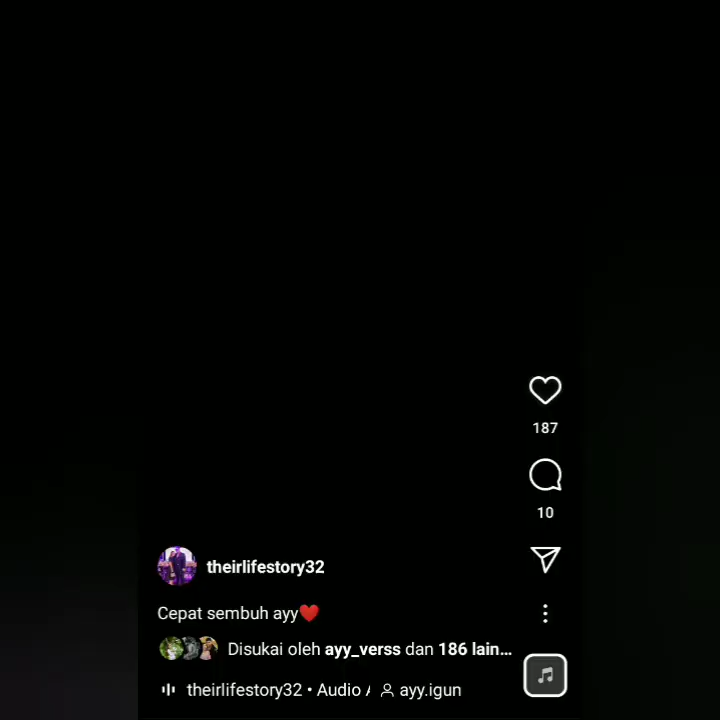 187
10
theirlifestory32
Cepat sembuh ayy❤️
Disukai oleh ayy_verss dan 186 lain...
theirlifestory32 • Audio ayy.igun